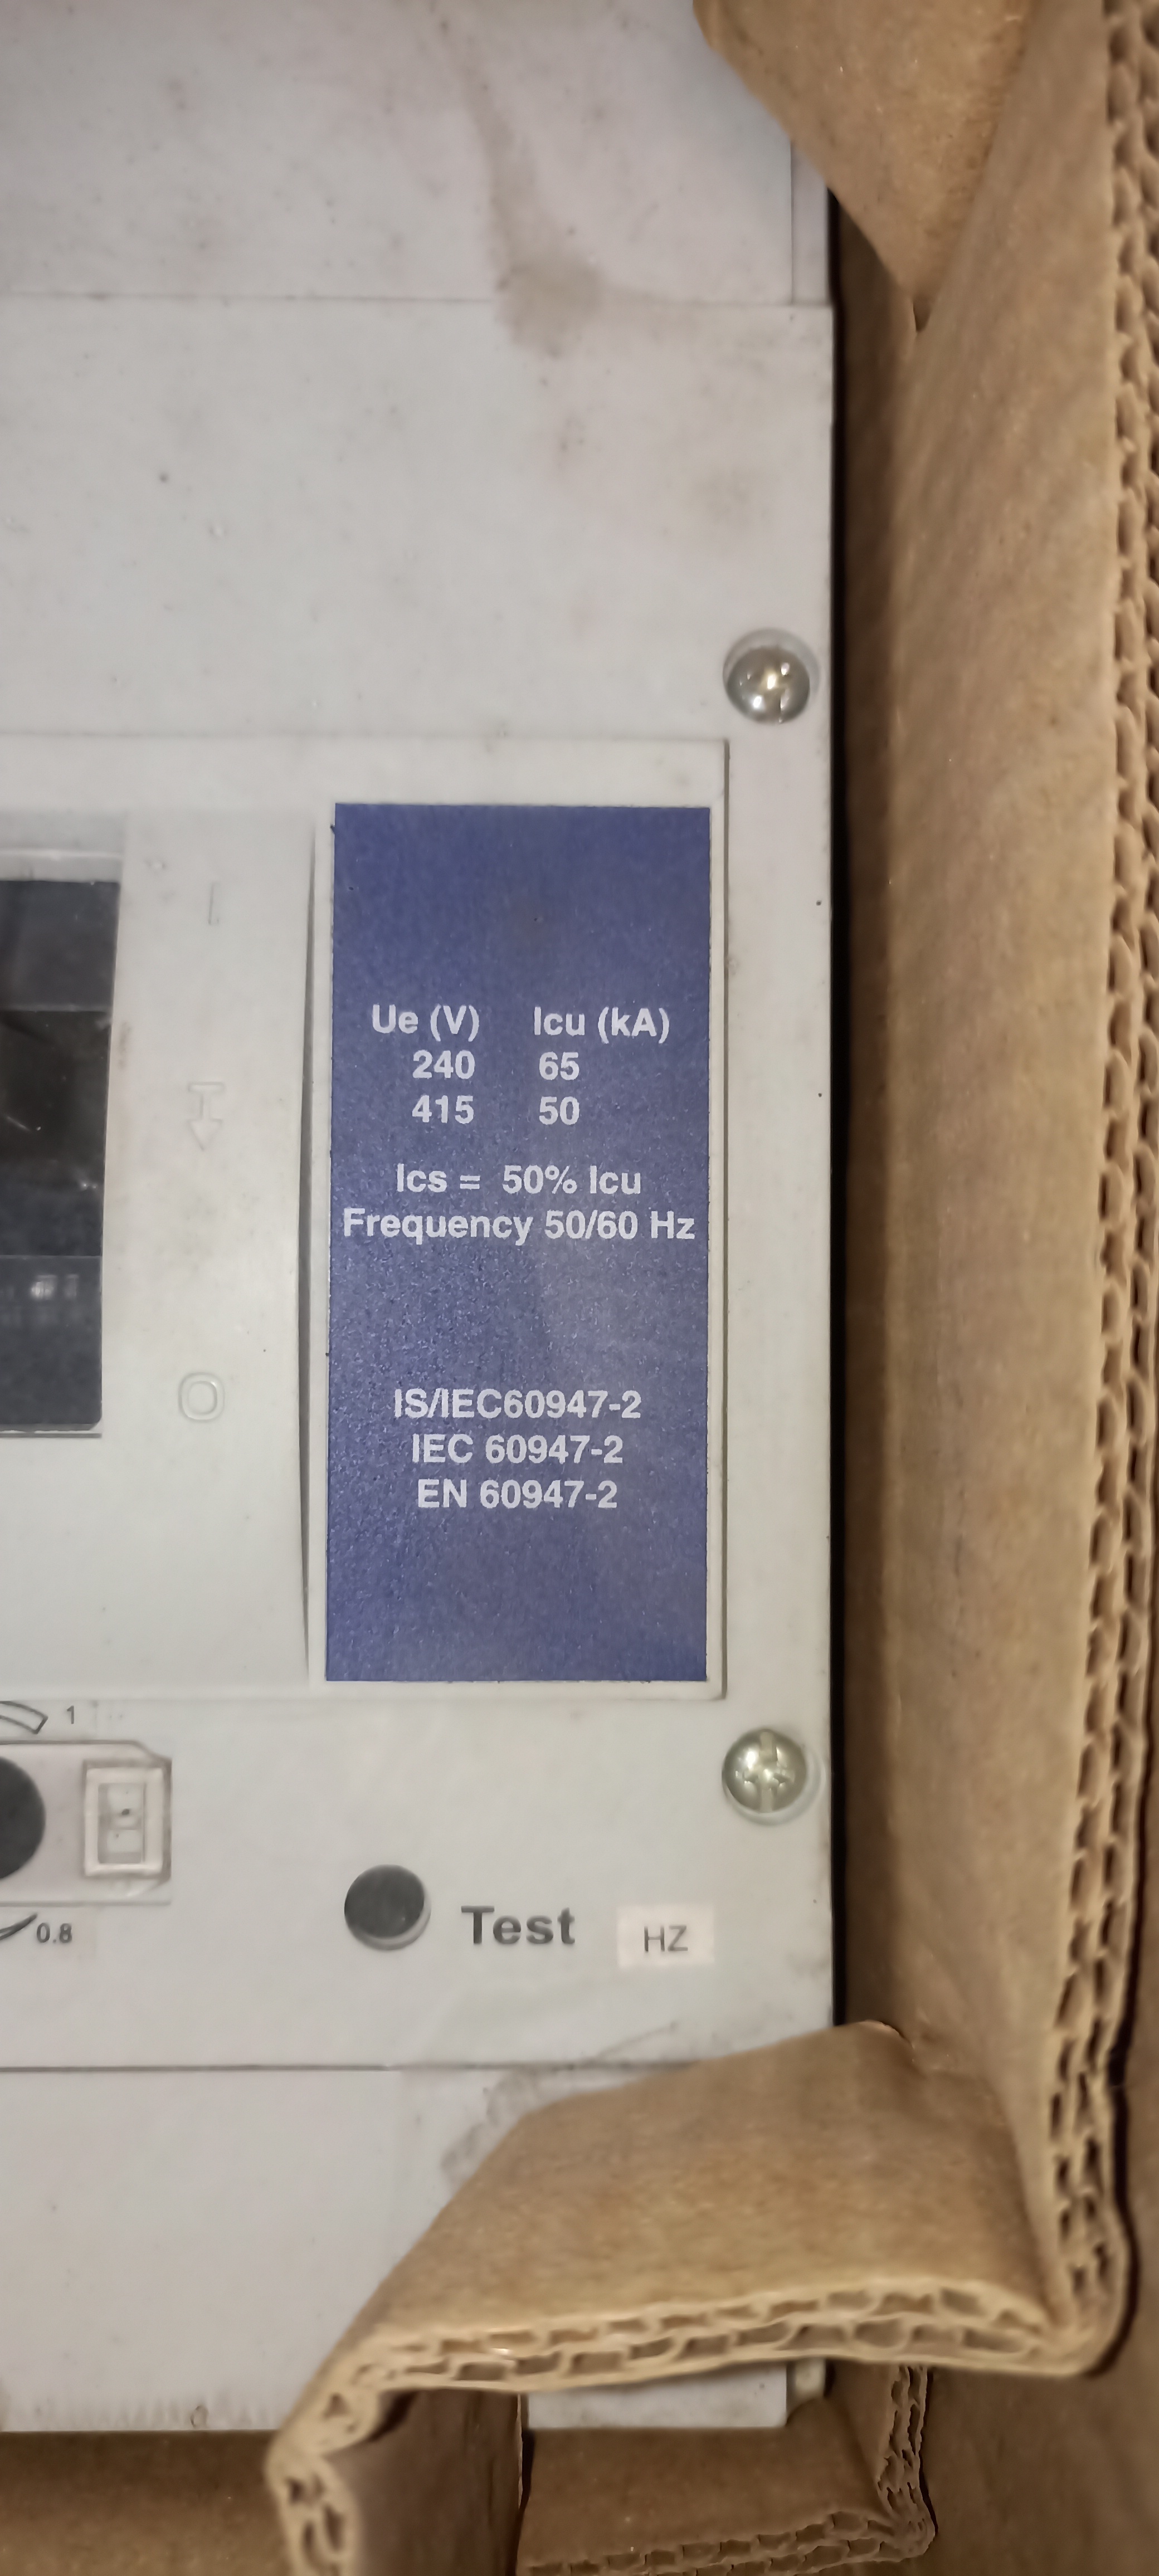 I
Ue (V) Icu (kA)
240 65
415 50
Ics = 50% Icu
Frequency 50/60 Hz
O
IS/IEC60947-2
IEC 60947-2
EN 60947-2
1
0.8
Test HZ